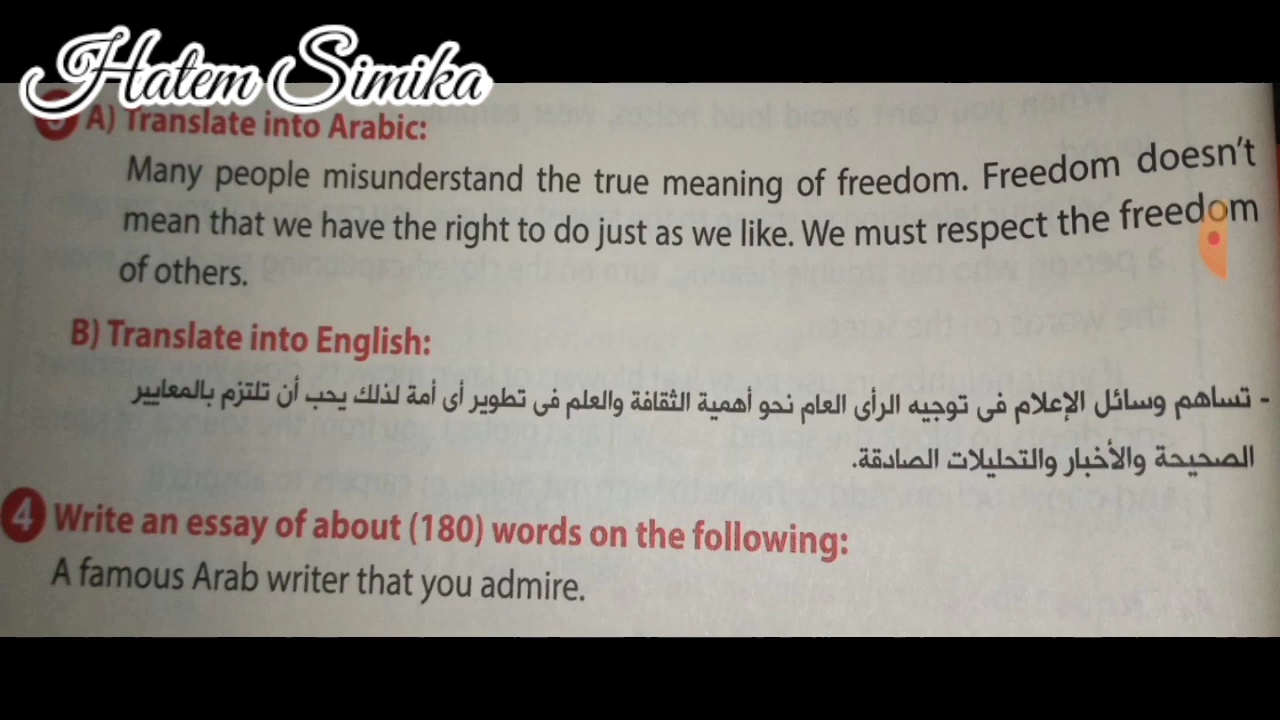 Hatem Simika
A) Translate into Arabic:
Many people misunderstand the true meaning of freedom. Freedom doesn't
mean that we have the right to do just as we like. We must respect the freedom
of others.
B) Translate into English:
- تساهم وسائل الإعلام فى توجيه الرأى العام نحو أهمية الثقافة والعلم فى تطوير أى أمة لذلك يحب أن تلتزم بالمعايير
الصحيحة والأخبار والتحليلات الصادقة.
4 Write an essay of about (180) words on the following:
A famous Arab writer that you admire.